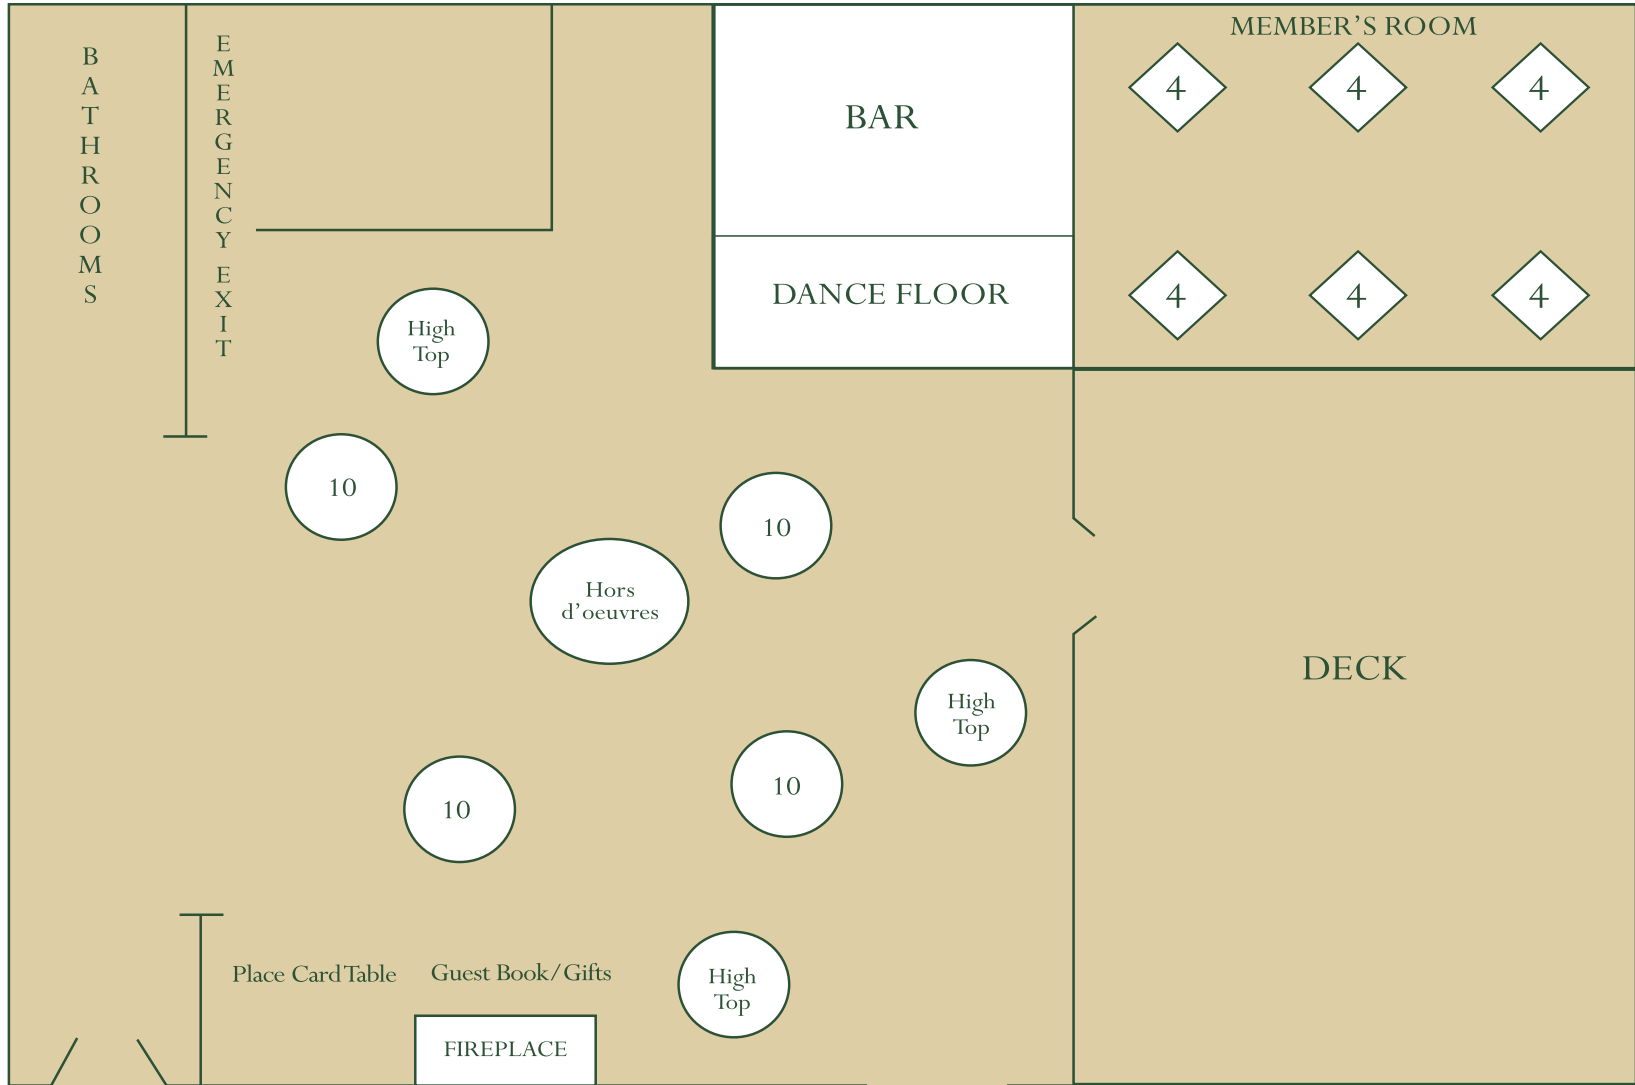 BATHROOMS
EMERGENCY EXIT
BAR
MEMBER’S ROOM
4
4
4
DANCE FLOOR
4
4
4
High
Top
10
10
Hors
d’oeuvres
DECK
High
Top
10
10
Place Card Table
Guest Book/Gifts
High
Top
FIREPLACE